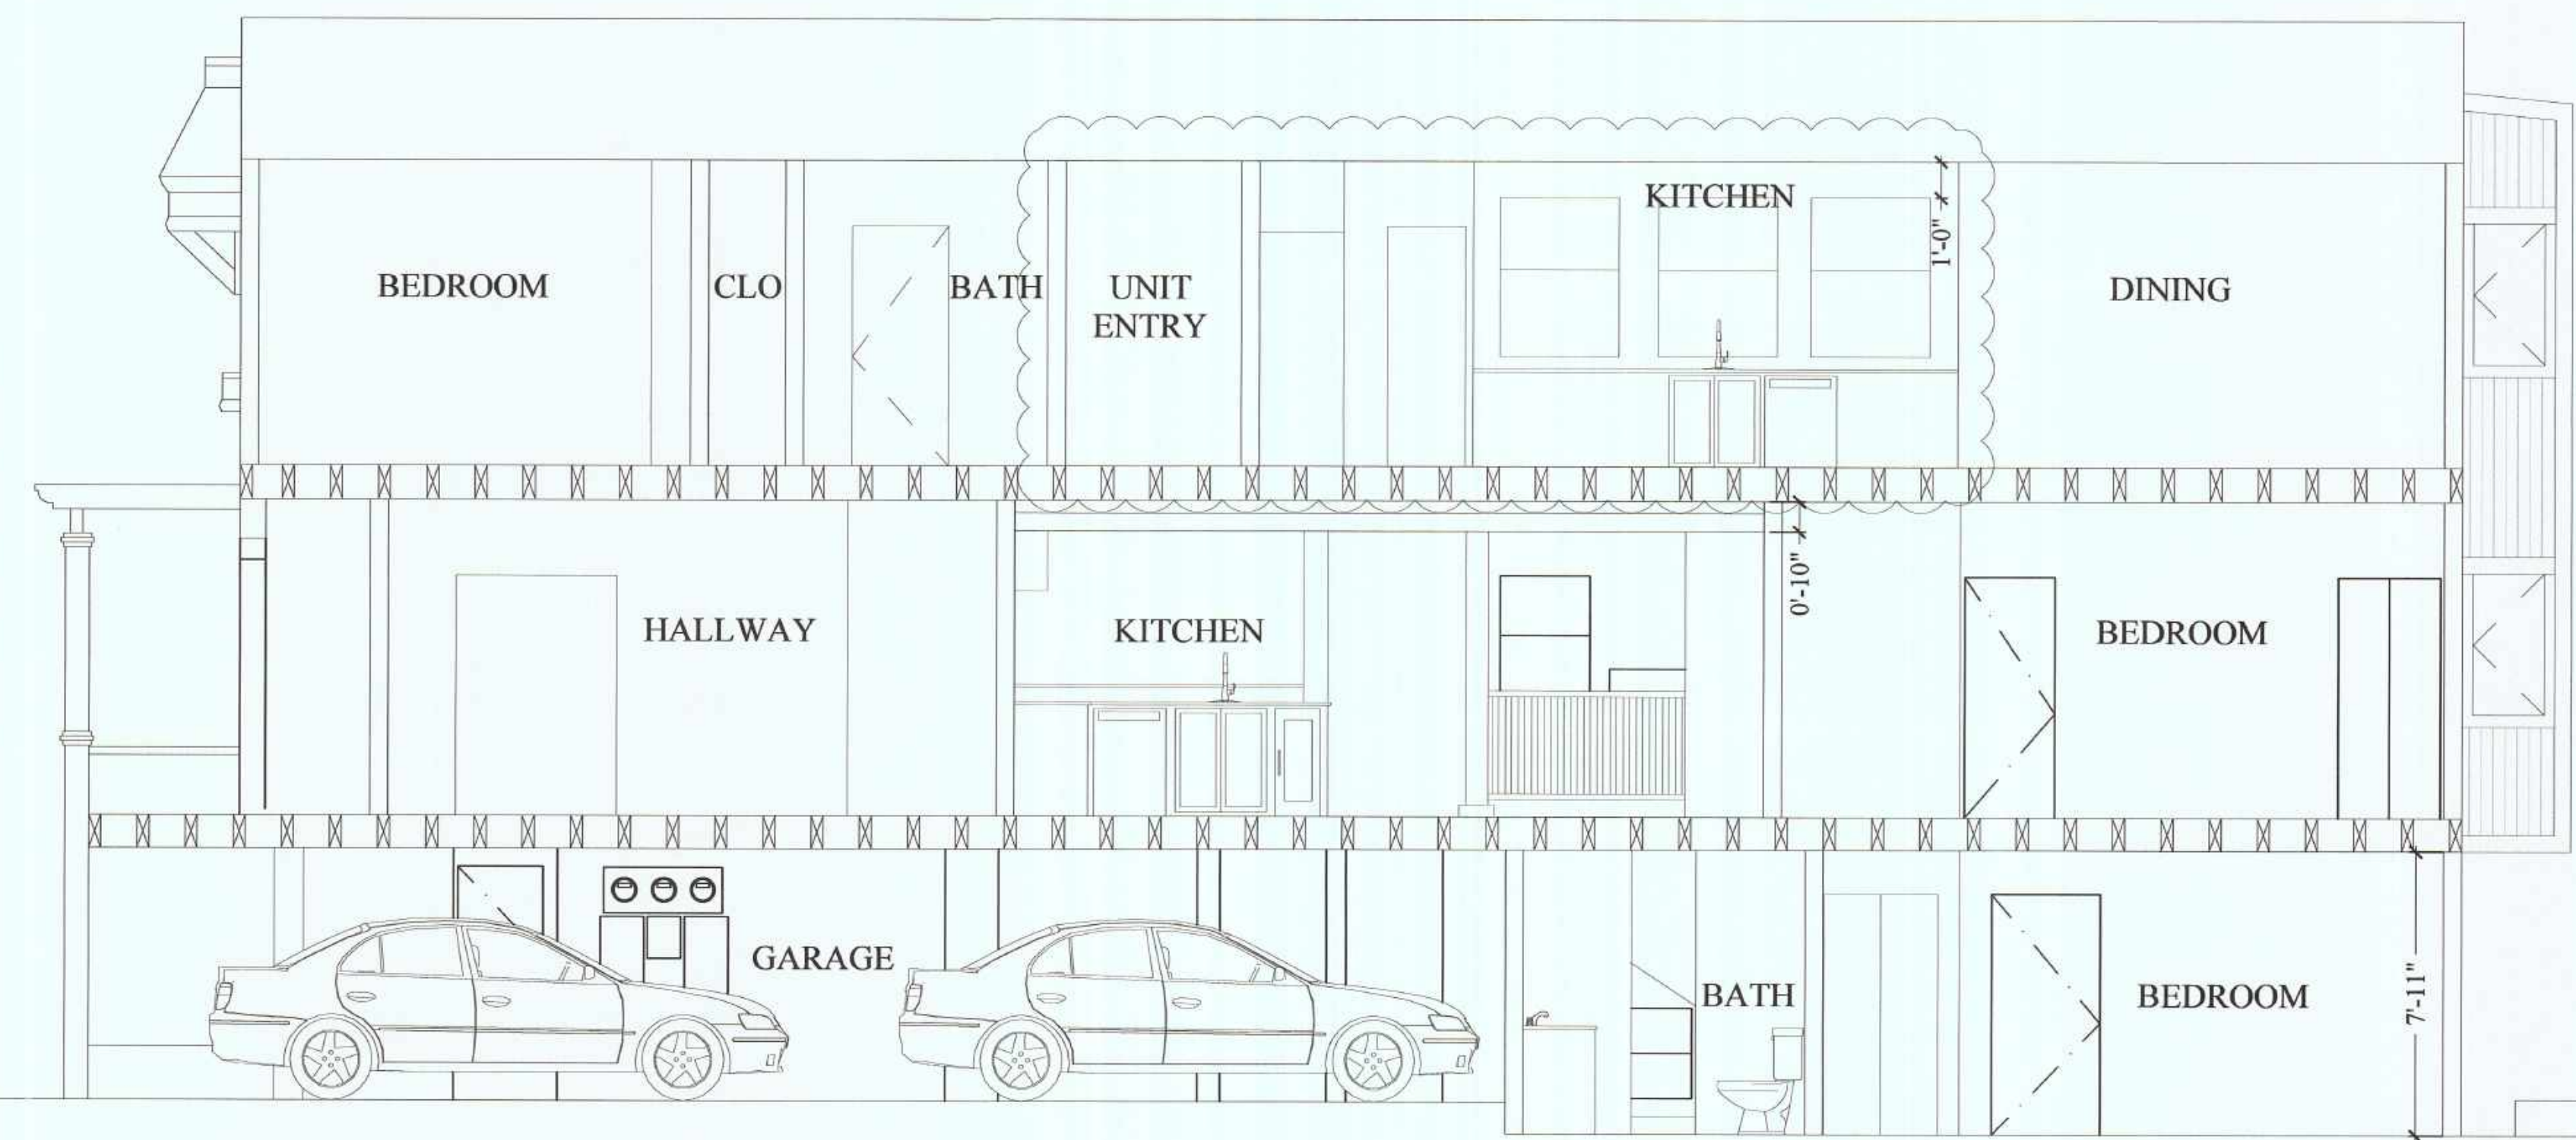 KITCHEN
1'-0"
BEDROOM
CLO
BATH
UNIT
ENTRY
DINING
0'-10"
HALLWAY
KITCHEN
BEDROOM
GARAGE
BATH
BEDROOM
7'-11"